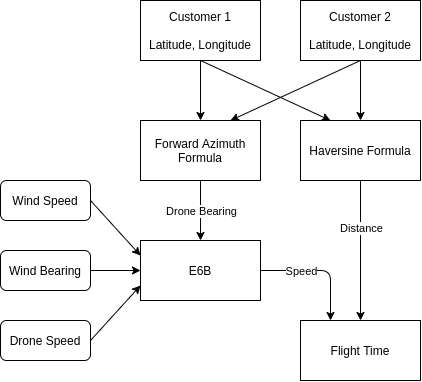 Customer 1
Latitude, Longitude
Customer 2
Latitude, Longitude
Forward Azimuth
Formula
Haversine Formula
Drone Bearing
Wind Speed
Distance
Wind Bearing
E6B
Speed
Drone Speed
Flight Time